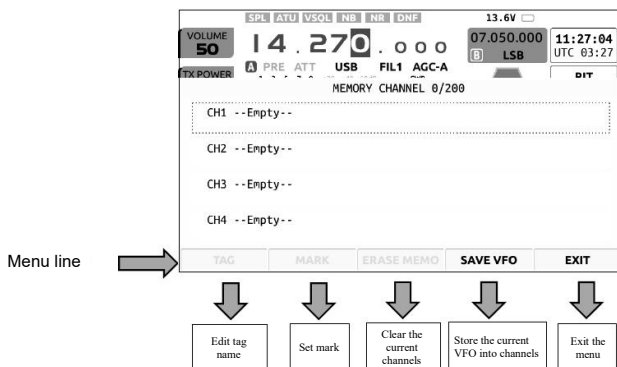 SPL ATU VSQL NB NR DNF 13.6V
VOLUME
50
14.270.000
07.050.000
B LSB
11:27:04
UTC 03:27
A PRE ATT USB FIL1 AGC-A
TX POWER
RIT
MEMORY CHANNEL 0/200
CH1 --Empty--
CH2 --Empty--
CH3 --Empty--
CH4 --Empty--
Menu line
TAG MARK ERASE MEMO SAVE VFO EXIT
Edit tag
name
Set mark
Clear the
current
channels
Store the current
VFO into channels
Exit the
menu